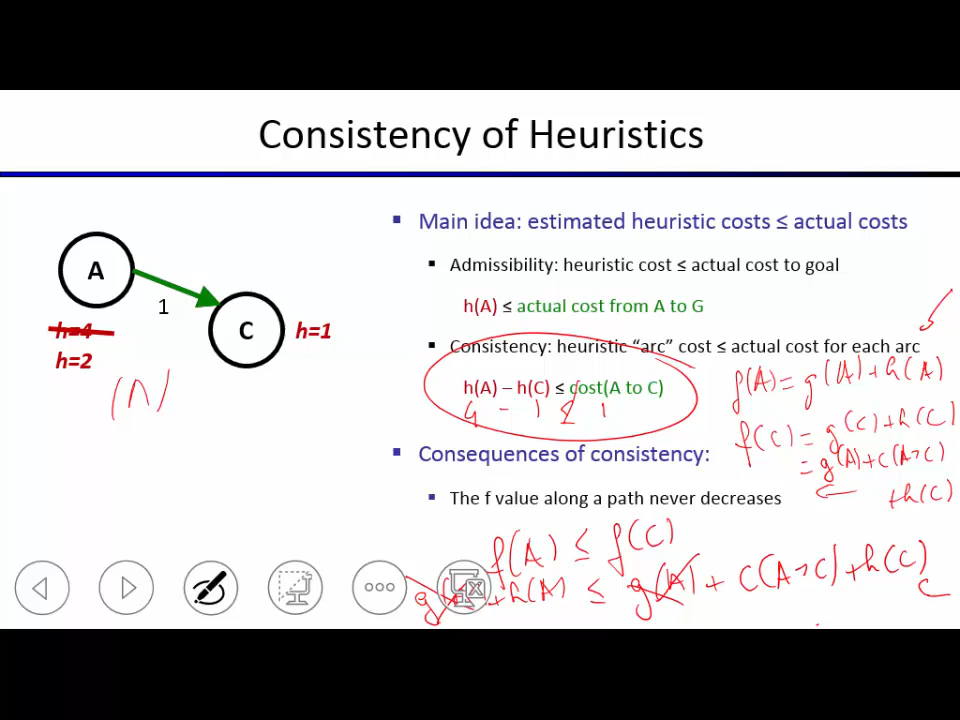 Consistency of Heuristics
A
1
C
h=4
h=2
h=1
Main idea: estimated heuristic costs ≤ actual costs
Admissibility: heuristic cost ≤ actual cost to goal
h(A) ≤ actual cost from A to G
Consistency: heuristic “arc” cost ≤ actual cost for each arc
h(A) – h(C) ≤ cost(A to C)
4 - 1 ≤ 1
f(A) = g(A) + h(A)
f(C) = g(C) + h(C)
= g(A) + C(A→C)
+ h(C)
Consequences of consistency:
The f value along a path never decreases
f(A) ≤ f(C)
+ h(A) ≤ g(A) + C(A→C) + h(C)